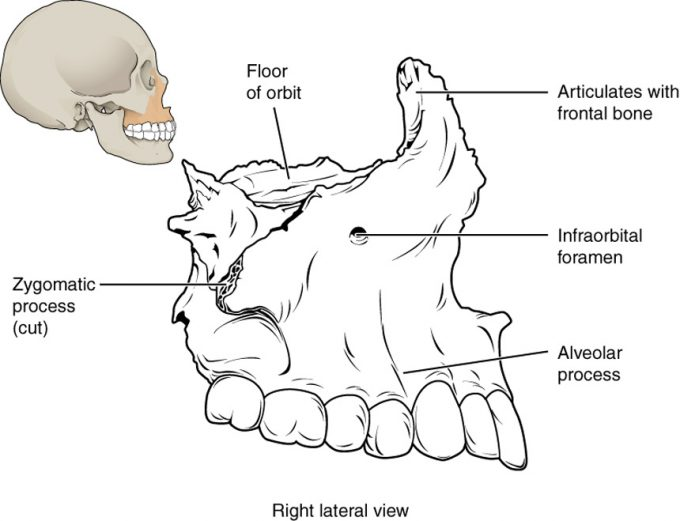 Floor
of orbit
Articulates with
frontal bone
Infraorbital
foramen
Zygomatic
process
(cut)
Alveolar
process
Right lateral view